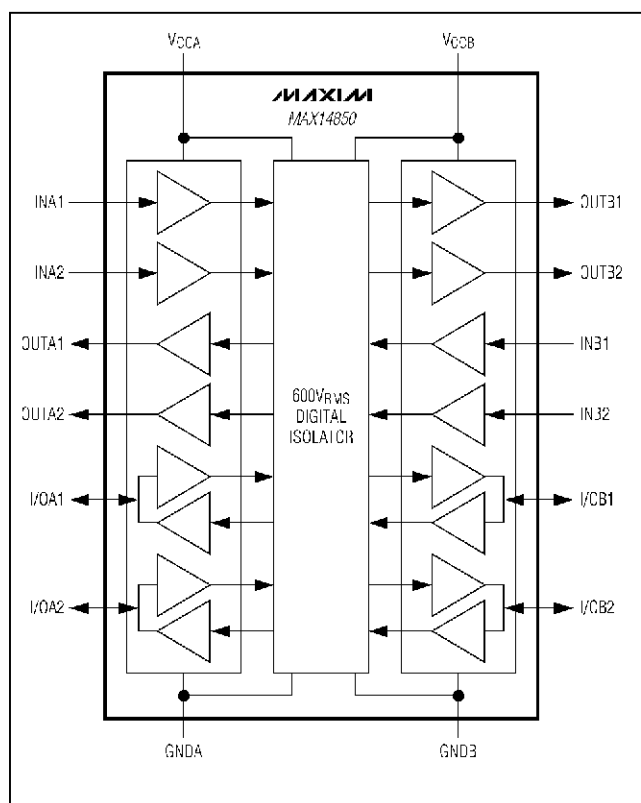 VCCA VCCB
MAXIM
MAX14850
INA1 OUTB1
INA2 OUTB2
OUTA1 INB1
OUTA2 INB2
600VRMS
DIGITAL
ISOLATOR
I/OA1 I/OB1
I/OA2 I/OB2
GNDA GNDB